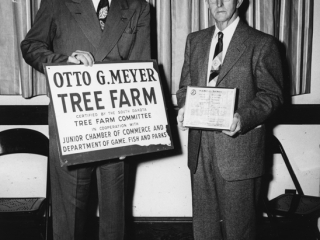 OTTO G. MEYER
TREE FARM
CERTIFIED BY THE SOUTH DAKOTA
TREE FARM COMMITTEE
IN COOPERATION WITH
JUNIOR CHAMBER OF COMMERCE AND
DEPARTMENT OF GAME, FISH AND PARKS